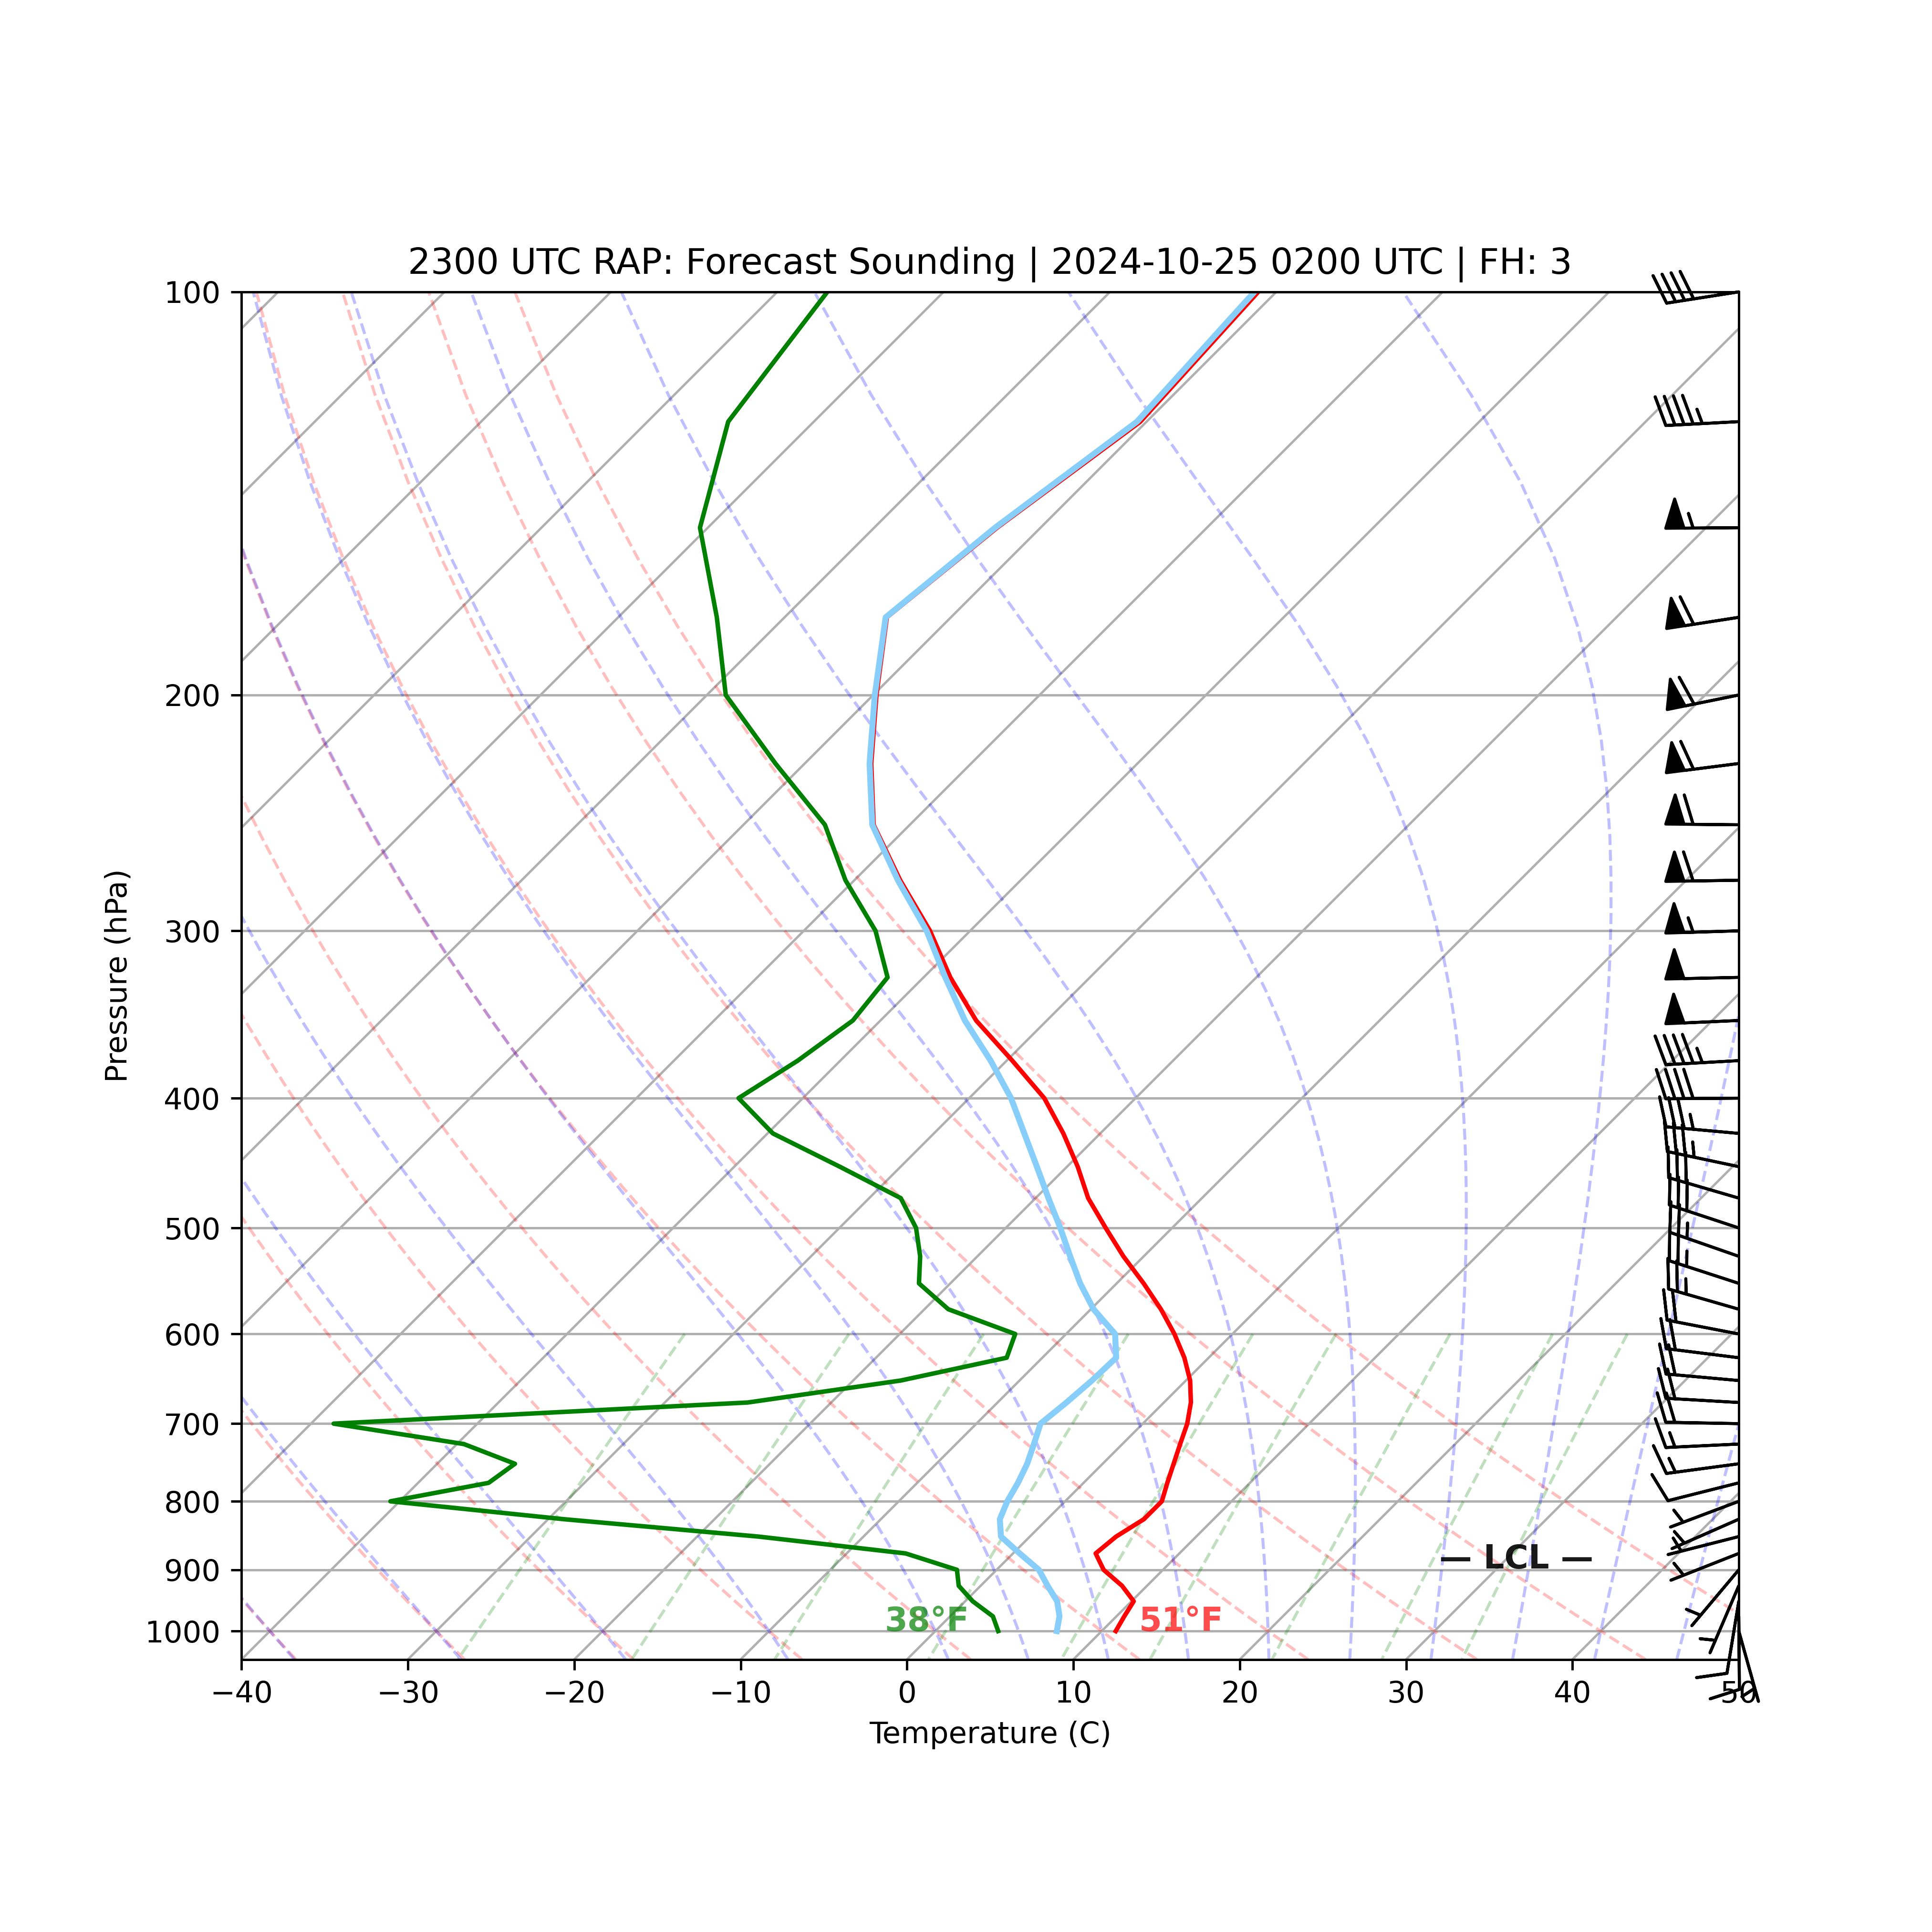 2300 UTC RAP: Forecast Sounding | 2024-10-25 0200 UTC | FH: 3
100
200
300
400
500
600
700
800
900
1000
Pressure (hPa)
— LCL —
38°F
51°F
−40 −30 −20 −10 0 10 20 30 40 50
Temperature (C)